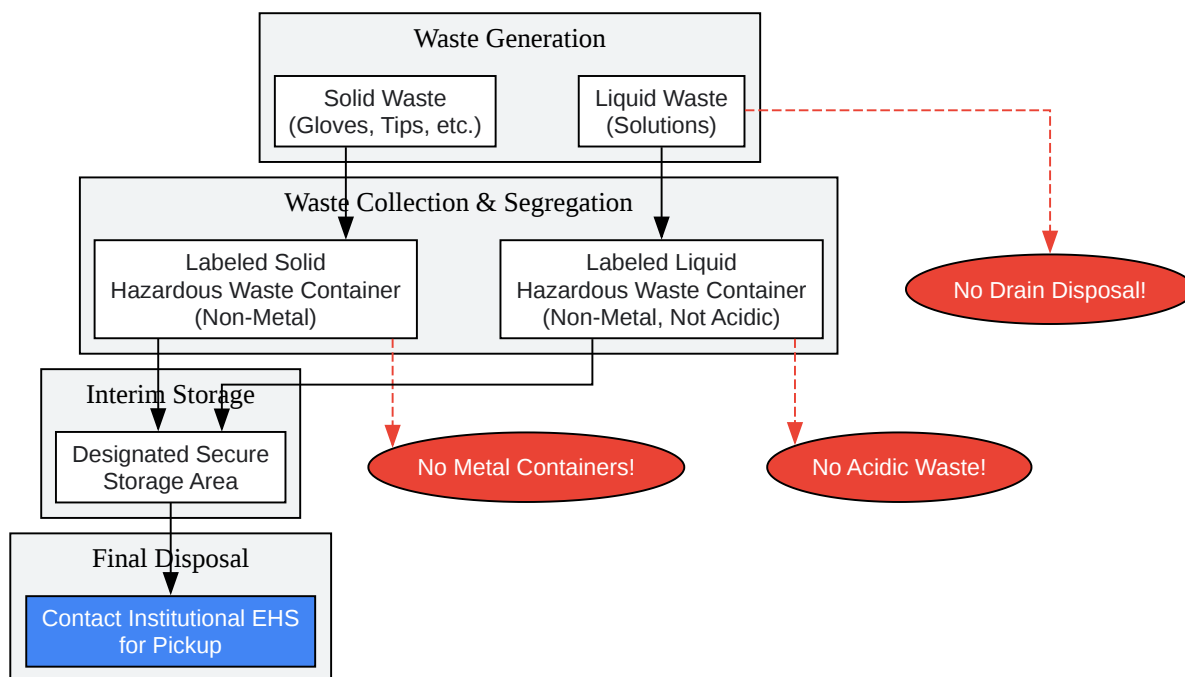 Waste Generation
Solid Waste
(Gloves, Tips, etc.)
Liquid Waste
(Solutions)
Waste Collection & Segregation
Labeled Solid
Hazardous Waste Container
(Non-Metal)
Labeled Liquid
Hazardous Waste Container
(Non-Metal, Not Acidic)
No Drain Disposal!
Interim Storage
Designated Secure
Storage Area
No Metal Containers!
No Acidic Waste!
Final Disposal
Contact Institutional EHS
for Pickup